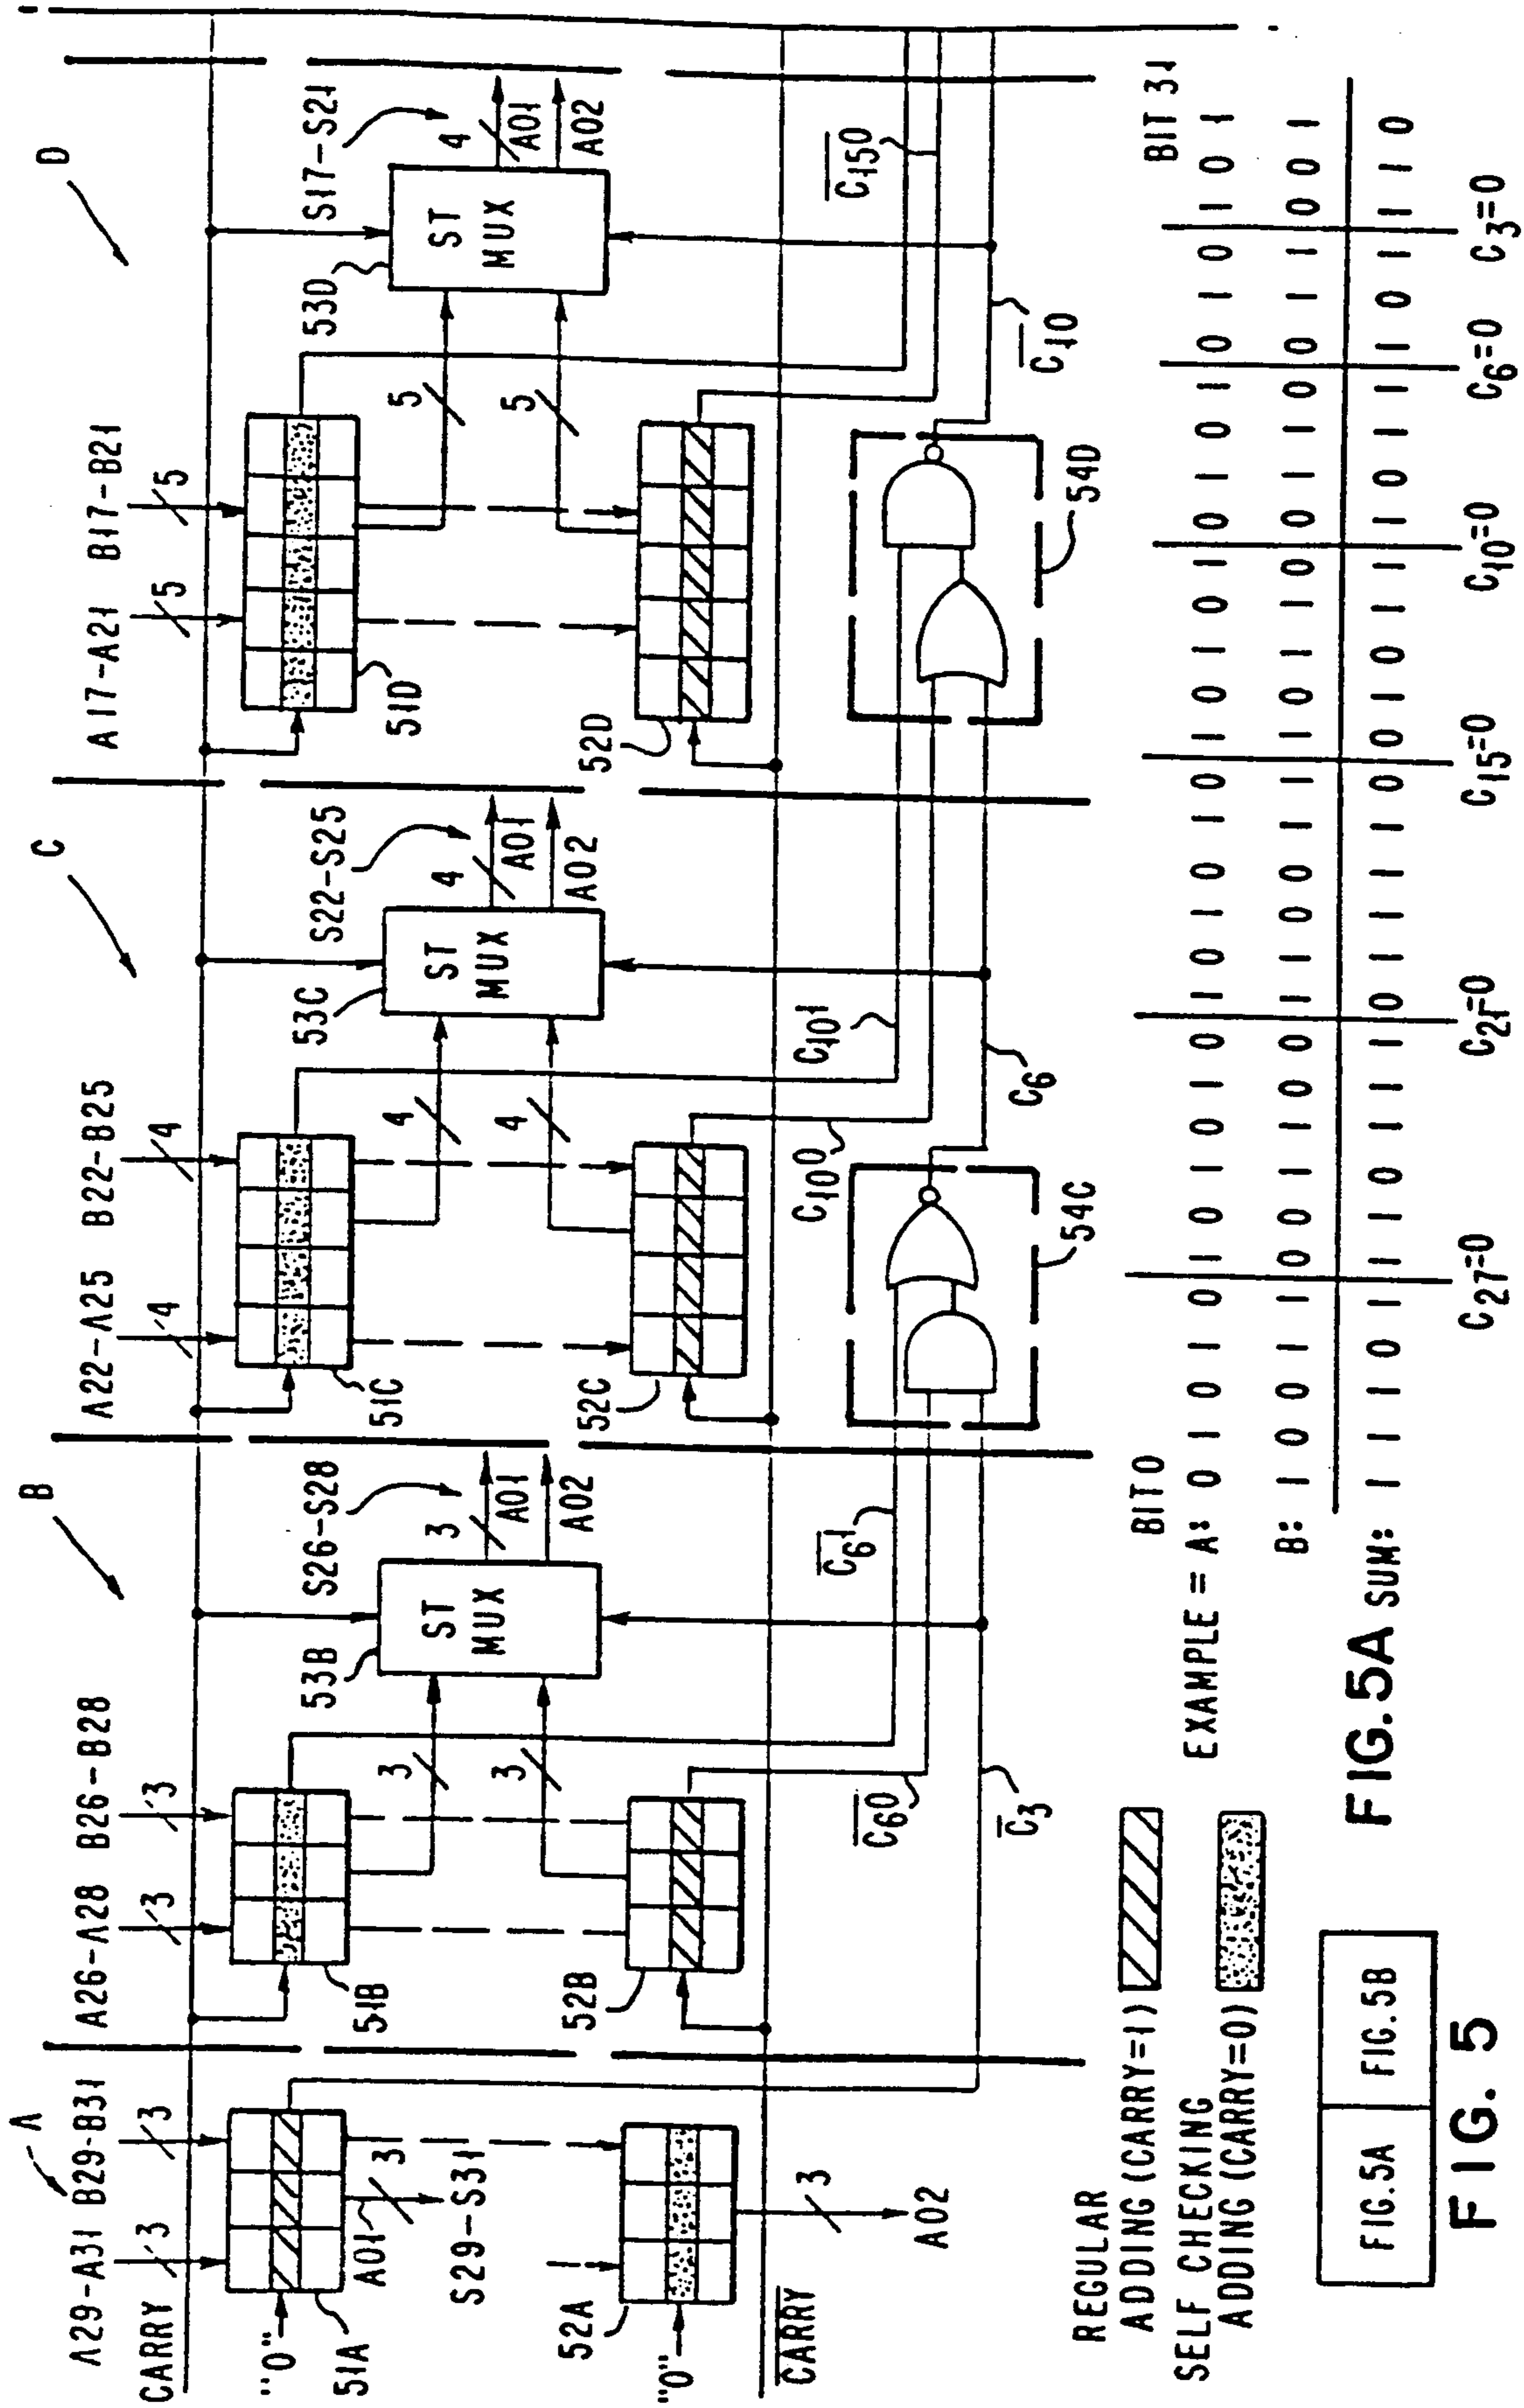 A
B
C
D
A29-A31 B29-B31
A26-A28 B26-B28
A22-A25 B22-B25
A17-A21 B17-B21
3 3
3 3
4 4
5 5
CARRY
"0"
51A
A01
3
S29-S31
52A
"0"
3
A02
CARRY
51B
52B
3
3
53B
ST MUX
S26-S28
3
A01
A02
C6¹
C6⁰
C3
51C
52C
4
4
53C
ST MUX
S22-S25
4
A01
A02
C10¹
C10⁰
C6
54C
51D
52D
5
5
53D
ST MUX
S17-S21
4
A01
A02
C15⁰
C10
54D
REGULAR
ADDING (CARRY=1)
SELF CHECKING
ADDING (CARRY=0)
BIT0 BIT 31
EXAMPLE = A: 0 1 0 1 0 1 0 1 0 1 0 1 0 1 0 1 0 1 0 1 0 1 0 1 0 1 0 1 0 1 0 1
B: 1 0 0 1 1 0 0 1 1 0 0 1 1 0 0 1 1 0 0 1 1 0 0 1 1 0 0 1 1 0 0 1
SUM: 1 1 1 0 1 1 1 0 1 1 1 0 1 1 1 0 1 1 1 0 1 1 1 0 1 1 1 0 1 1 1 0
C27=0 C21=0 C15=0 C10=0 C6=0 C3=0
FIG.5A
FIG.5A FIG.5B
FIG. 5